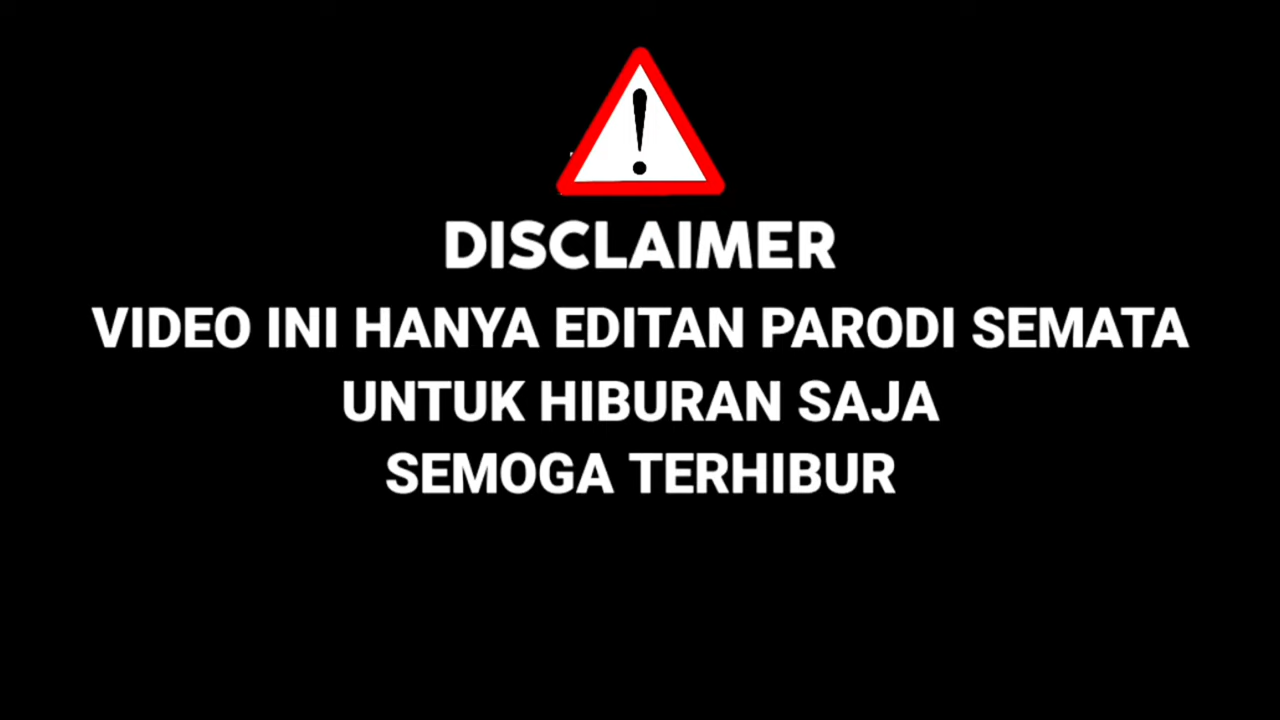 DISCLAIMER
VIDEO INI HANYA EDITAN PARODI SEMATA
UNTUK HIBURAN SAJA
SEMOGA TERHIBUR